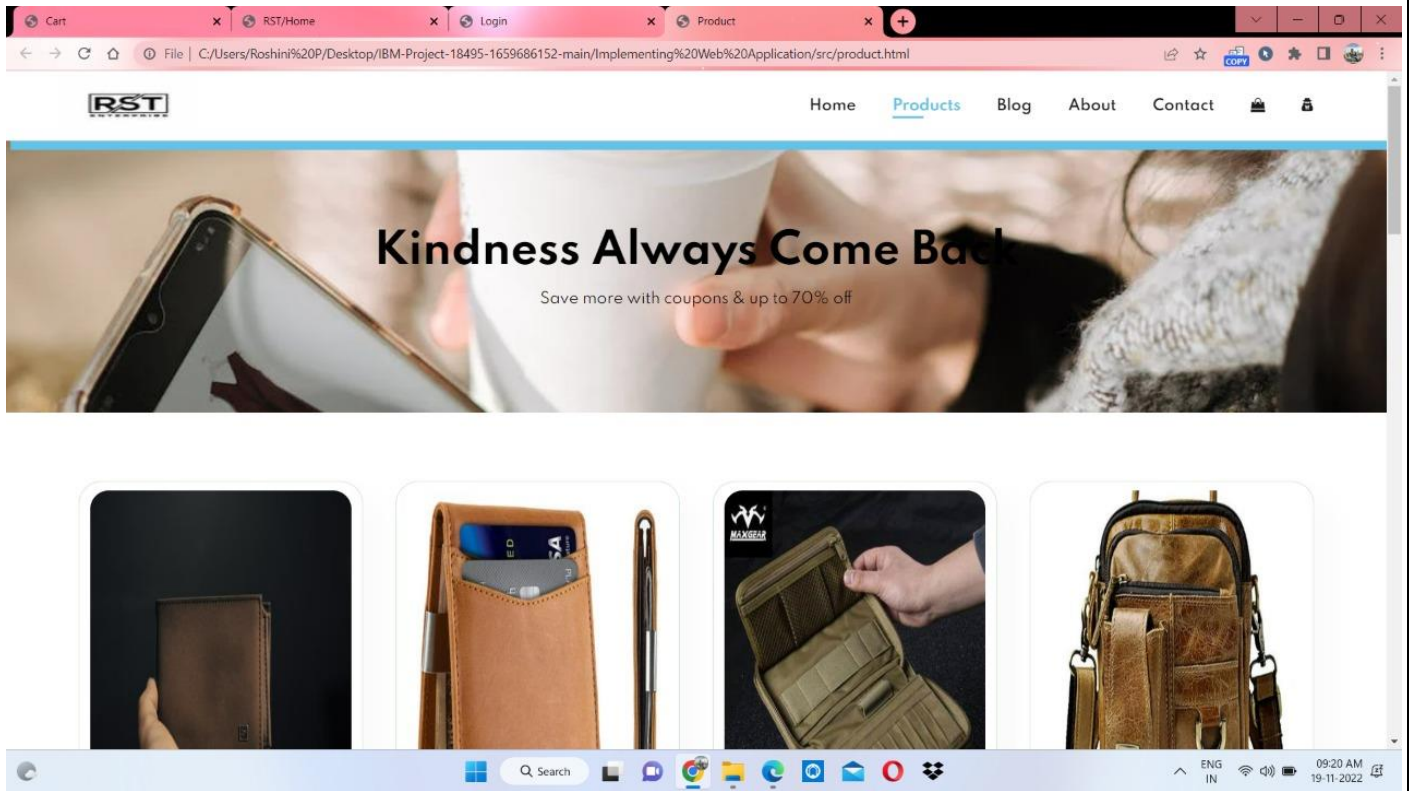 Cart
RST/Home
Login
Product
File | C:/Users/Roshini%20P/Desktop/IBM-Project-18495-1659686152-main/Implementing%20Web%20Application/src/product.html
COPY
RST
ENTERPRISE
Home Products Blog About Contact
Kindness Always Come Back
Save more with coupons & up to 70% off
MAXGEAR
Search
ENG
IN
09:20 AM
19-11-2022